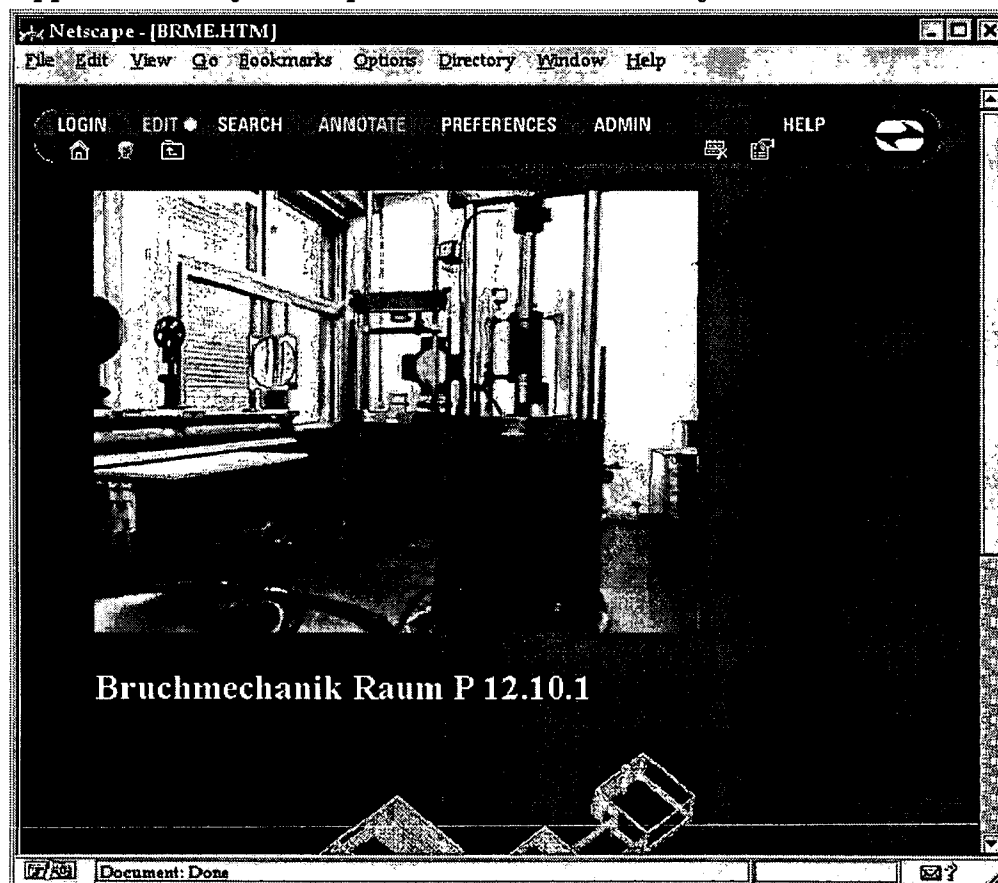 Netscape - [BRME.HTM]
File Edit View Go Bookmarks Options Directory Window Help
LOGIN EDIT SEARCH ANNOTATE PREFERENCES ADMIN HELP
Bruchmechanik Raum P 12.10.1
Document: Done